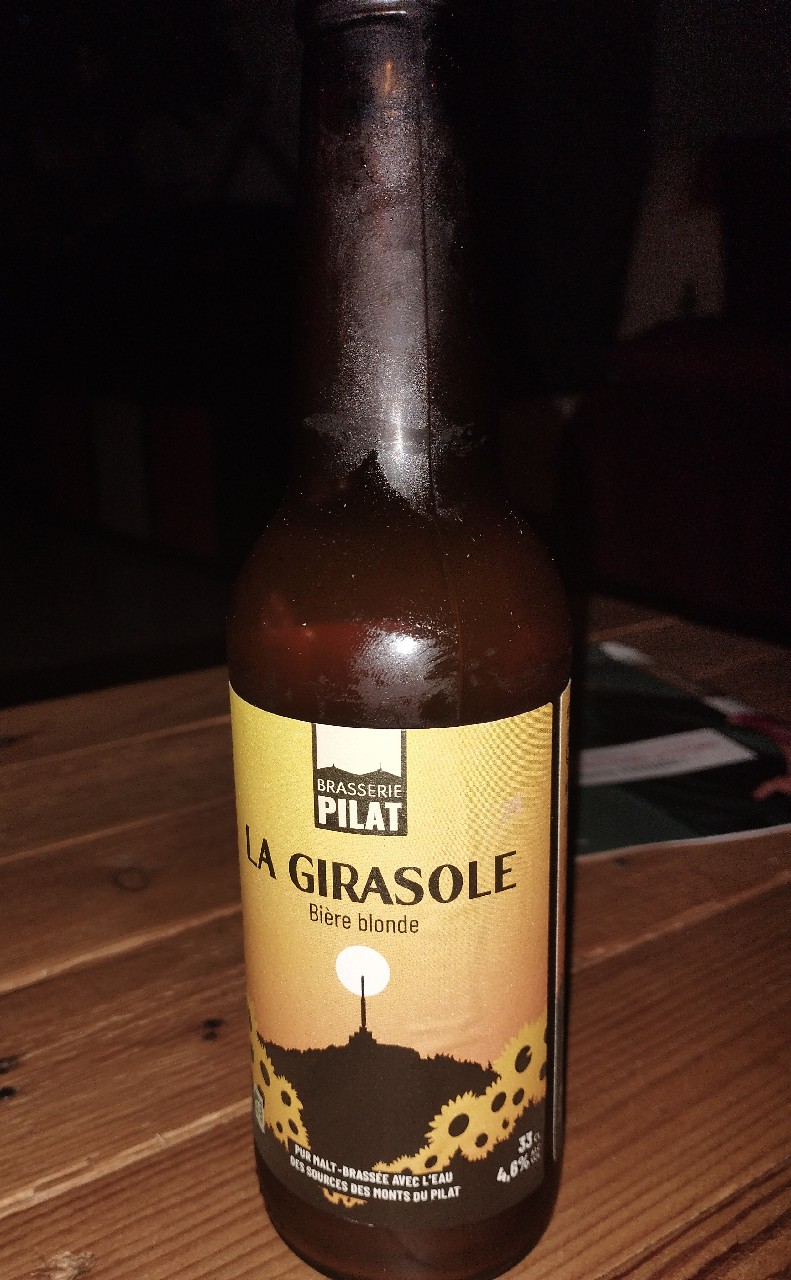 BRASSERIE
PILAT
LA GIRASOLE
Bière blonde
PUR MALT-BRASSÉE AVEC L'EAU
DES SOURCES DES MONTS DU PILAT
33 CL
4,6%